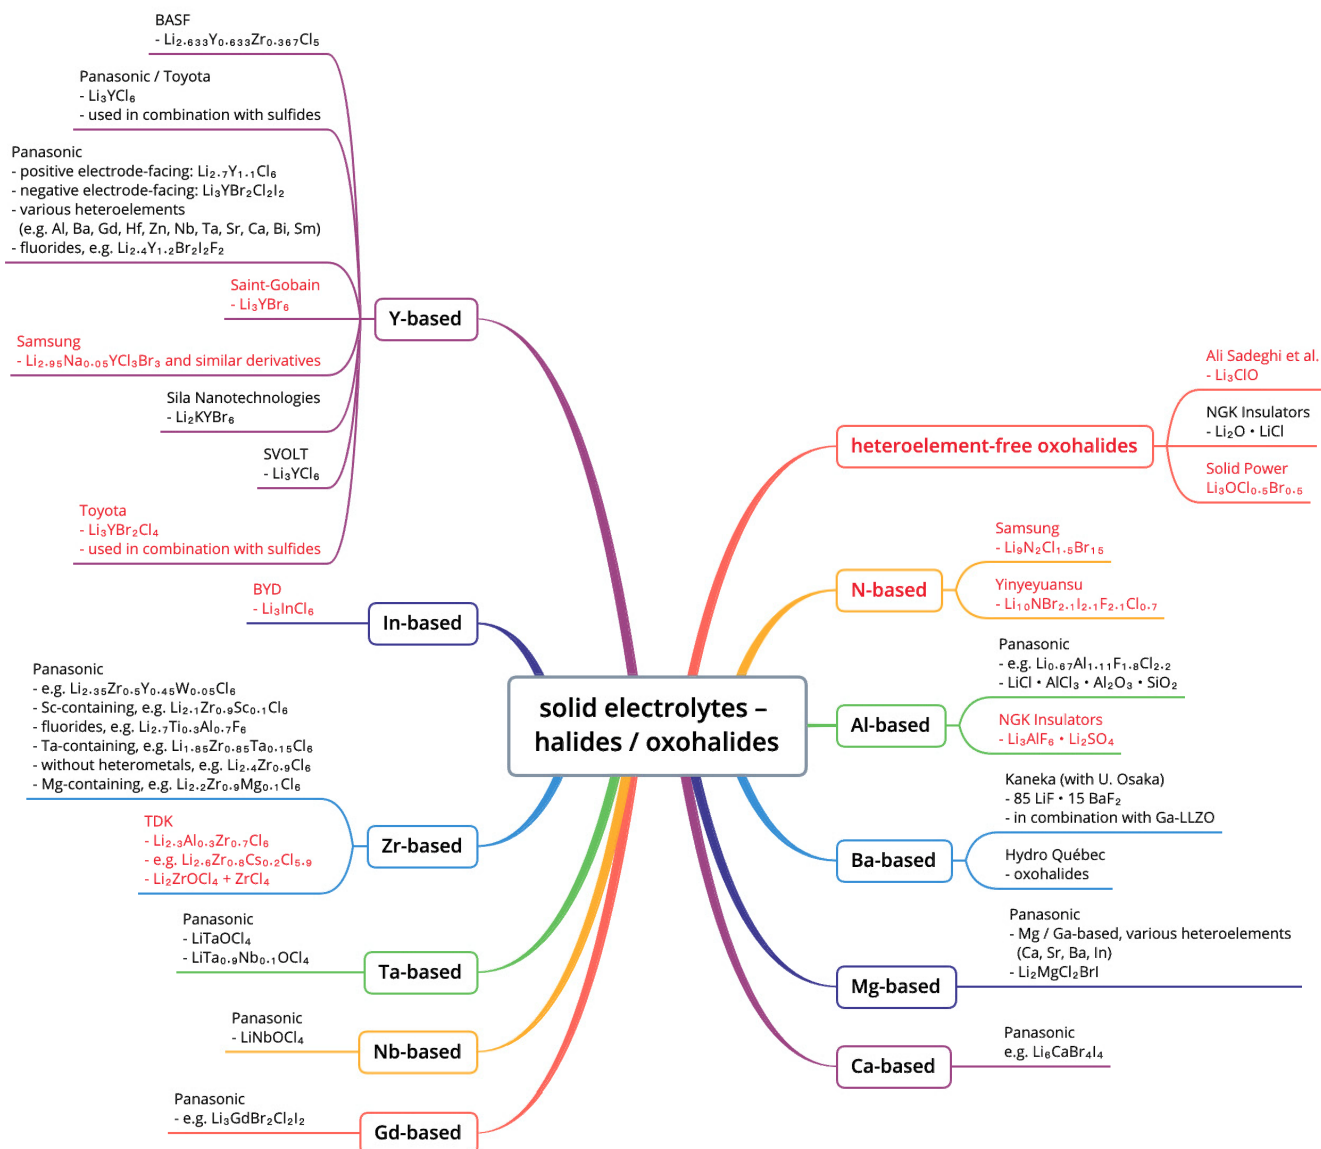 BASF
- Li₂.₆₃₃Y₀.₆₃₃Zr₀.₃₆₇Cl₅
Panasonic / Toyota
- Li₃YCl₆
- used in combination with sulfides
Panasonic
- positive electrode-facing: Li₂.₇Y₁.₁Cl₆
- negative electrode-facing: Li₃YBr₂Cl₂I₂
- various heteroelements
(e.g. Al, Ba, Gd, Hf, Zn, Nb, Ta, Sr, Ca, Bi, Sm)
- fluorides, e.g. Li₂.₄Y₁.₂Br₂I₂F₂
Saint-Gobain
- Li₃YBr₆
Samsung
- Li₂.₉₅Na₀.₀₅YCl₃Br₃ and similar derivatives
Sila Nanotechnologies
- Li₂KYBr₆
SVOLT
- Li₃YCl₆
Toyota
- Li₃YBr₂Cl₄
- used in combination with sulfides
Y-based
BYD
- Li₃InCl₆
In-based
Panasonic
- e.g. Li₂.₃₅Zr₀.₅Y₀.₄₅W₀.₀₅Cl₆
- Sc-containing, e.g. Li₂.₁Zr₀.₉Sc₀.₁Cl₆
- fluorides, e.g. Li₂.₇Ti₀.₃Al₀.₇F₆
- Ta-containing, e.g. Li₁.₈₅Zr₀.₈₅Ta₀.₁₅Cl₆
- without heterometals, e.g. Li₂.₄Zr₀.₉Cl₆
- Mg-containing, e.g. Li₂.₂Zr₀.₉Mg₀.₁Cl₆
TDK
- Li₂.₃Al₀.₃Zr₀.₇Cl₆
- e.g. Li₂.₆Zr₀.₈Cs₀.₂Cl₅.₉
- Li₂ZrOCl₄ + ZrCl₄
Zr-based
Panasonic
- LiTaOCl₄
- LiTa₀.₉Nb₀.₁OCl₄
Ta-based
Panasonic
- LiNbOCl₄
Nb-based
Panasonic
- e.g. Li₃GdBr₂Cl₂I₂
Gd-based
solid electrolytes –
halides / oxohalides
heteroelement-free oxohalides
Ali Sadeghi et al.
- Li₃ClO
NGK Insulators
- Li₂O • LiCl
Solid Power
Li₃OCl₀.₅Br₀.₅
N-based
Samsung
- Li₉N₂Cl₁.₅Br₁₅
Yinyeyuansu
- Li₁₀NBr₂.₁I₂.₁F₂.₁Cl₀.₇
Al-based
Panasonic
- e.g. Li₀.₆₇Al₁.₁₁F₁.₈Cl₂.₂
- LiCl • AlCl₃ • Al₂O₃ • SiO₂
NGK Insulators
- Li₃AlF₆ • Li₂SO₄
Ba-based
Kaneka (with U. Osaka)
- 85 LiF • 15 BaF₂
- in combination with Ga-LLZO
Hydro Québec
- oxohalides
Mg-based
Panasonic
- Mg / Ga-based, various heteroelements
(Ca, Sr, Ba, In)
- Li₂MgCl₂BrI
Ca-based
Panasonic
e.g. Li₆CaBr₄I₄